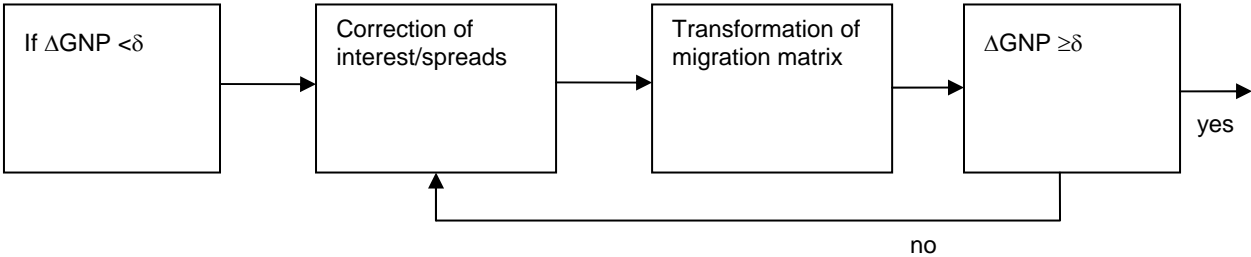 If ΔGNP <δ
Correction of
interest/spreads
Transformation of
migration matrix
ΔGNP ≥δ
yes
no